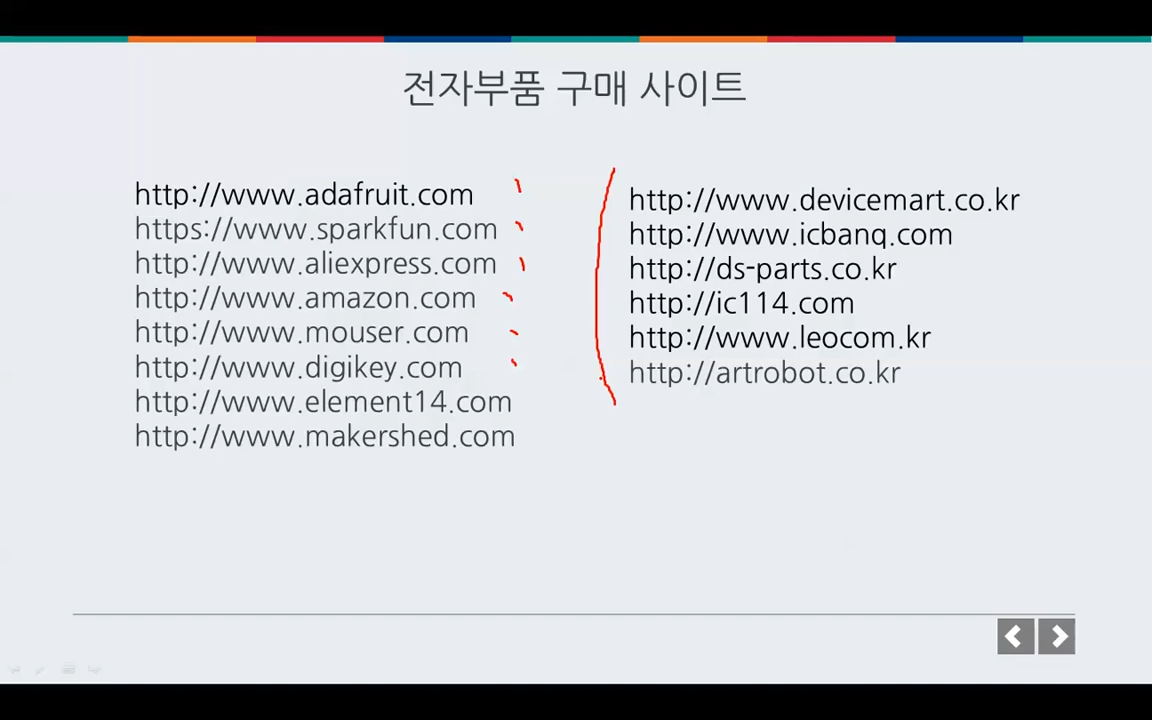 전자부품 구매 사이트
http://www.adafruit.com
https://www.sparkfun.com
http://www.aliexpress.com
http://www.amazon.com
http://www.mouser.com
http://www.digikey.com
http://www.element14.com
http://www.makershed.com
http://www.devicemart.co.kr
http://www.icbanq.com
http://ds-parts.co.kr
http://ic114.com
http://www.leocom.kr
http://artrobot.co.kr